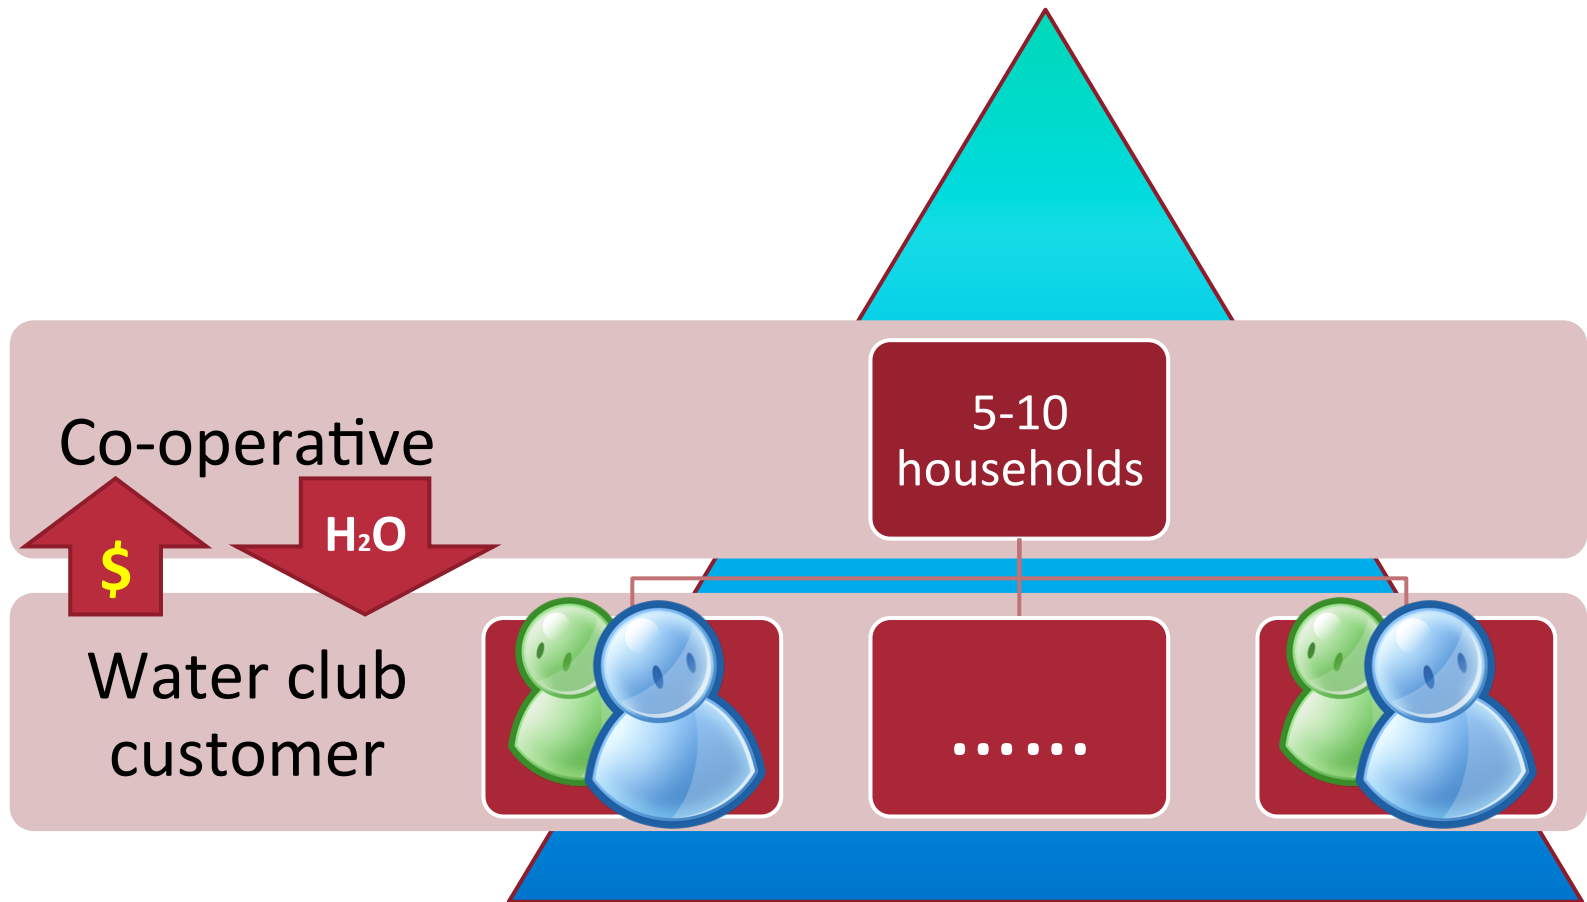 5-10
households
Co-operative
$
H₂O
Water club
customer
......